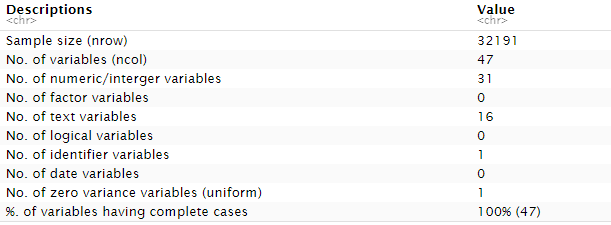 Descriptions Value
<chr> <chr>
Sample size (nrow) 32191
No. of variables (ncol) 47
No. of numeric/interger variables 31
No. of factor variables 0
No. of text variables 16
No. of logical variables 0
No. of identifier variables 1
No. of date variables 0
No. of zero variance variables (uniform) 1
%. of variables having complete cases 100% (47)